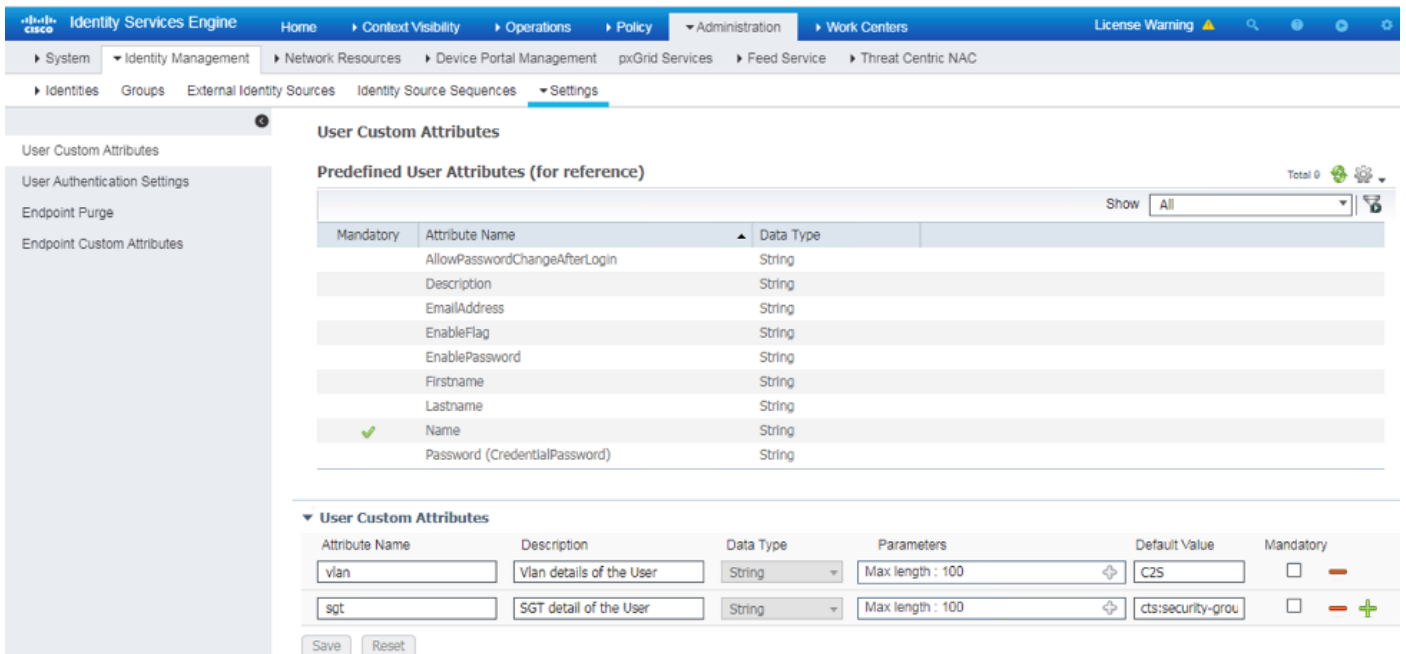 cisco Identity Services Engine Home Context Visibility Operations Policy Administration Work Centers License Warning
System Identity Management Network Resources Device Portal Management pxGrid Services Feed Service Threat Centric NAC
Identities Groups External Identity Sources Identity Source Sequences Settings
User Custom Attributes
User Authentication Settings
Endpoint Purge
Endpoint Custom Attributes
User Custom Attributes
Predefined User Attributes (for reference)
Total 9
Show All
Mandatory Attribute Name Data Type
AllowPasswordChangeAfterLogin String
Description String
EmailAddress String
EnableFlag String
EnablePassword String
Firstname String
Lastname String
Name String
Password (CredentialPassword) String
User Custom Attributes
Attribute Name Description Data Type Parameters Default Value Mandatory
vlan Vlan details of the User String Max length : 100 C2S
sgt SGT detail of the User String Max length : 100 cts:security-grou
Save Reset